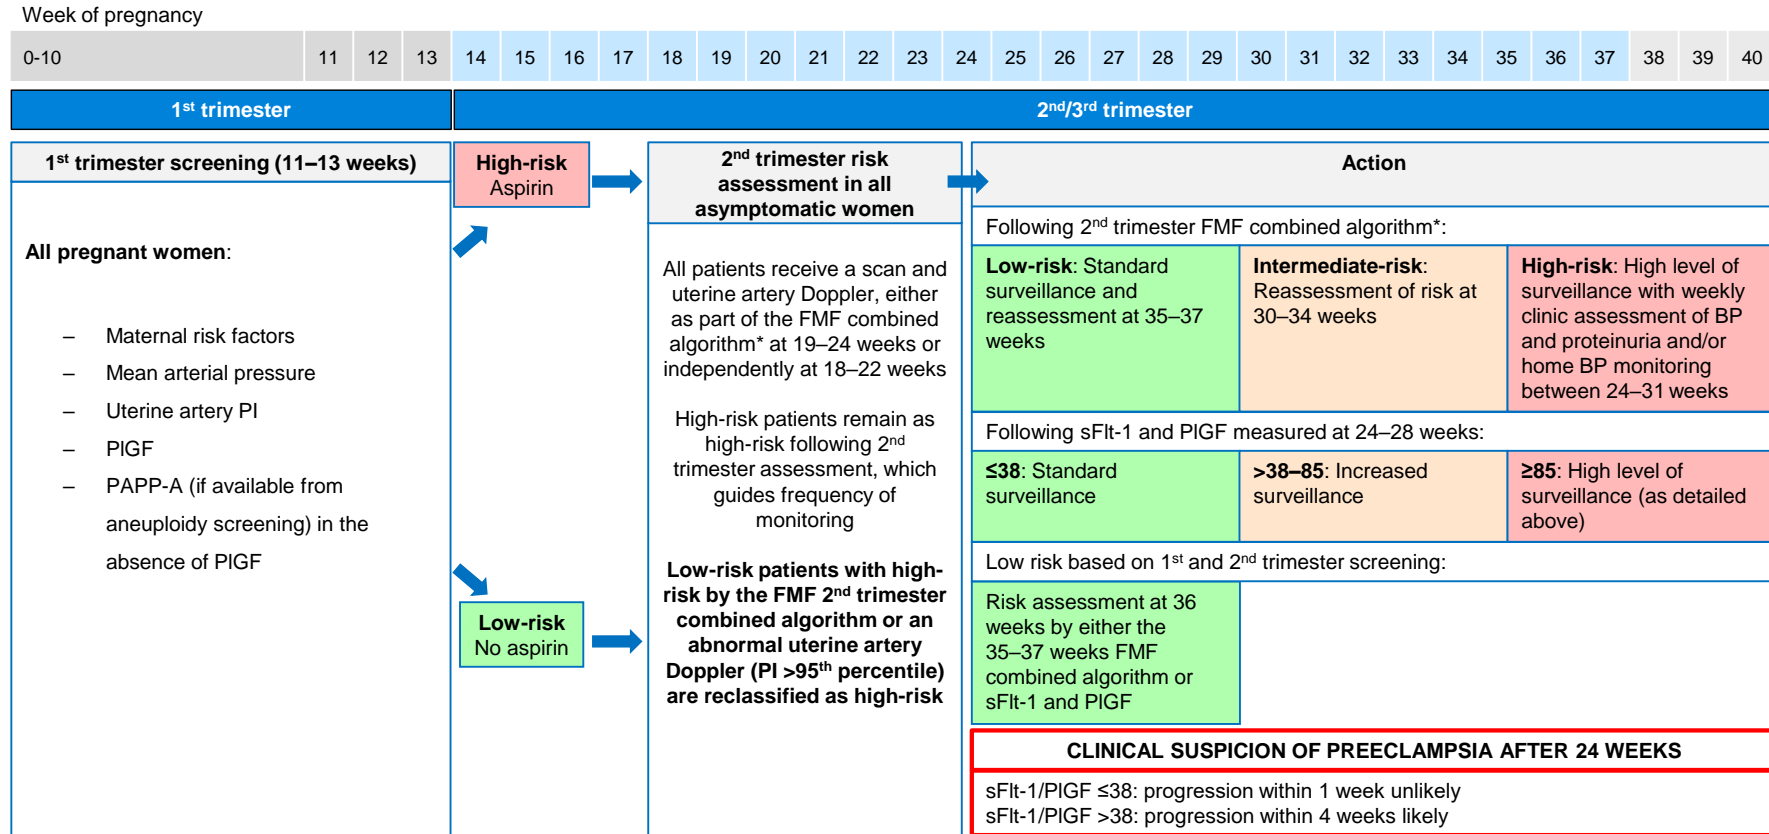 Week of pregnancy
0-10 11 12 13 14 15 16 17 18 19 20 21 22 23 24 25 26 27 28 29 30 31 32 33 34 35 36 37 38 39 40
1st trimester
2nd/3rd trimester
1st trimester screening (11–13 weeks)
All pregnant women:
– Maternal risk factors
– Mean arterial pressure
– Uterine artery PI
– PlGF
– PAPP-A (if available from
aneuploidy screening) in the
absence of PlGF
High-risk
Aspirin
Low-risk
No aspirin
2nd trimester risk
assessment in all
asymptomatic women
All patients receive a scan and
uterine artery Doppler, either
as part of the FMF combined
algorithm* at 19–24 weeks or
independently at 18–22 weeks
High-risk patients remain as
high-risk following 2nd
trimester assessment, which
guides frequency of
monitoring
Low-risk patients with high-
risk by the FMF 2nd trimester
combined algorithm or an
abnormal uterine artery
Doppler (PI >95th percentile)
are reclassified as high-risk
Action
Following 2nd trimester FMF combined algorithm*:
Low-risk: Standard
surveillance and
reassessment at 35–37
weeks
Intermediate-risk:
Reassessment of risk at
30–34 weeks
High-risk: High level of
surveillance with weekly
clinic assessment of BP
and proteinuria and/or
home BP monitoring
between 24–31 weeks
Following sFlt-1 and PlGF measured at 24–28 weeks:
≤38: Standard
surveillance
>38–85: Increased
surveillance
≥85: High level of
surveillance (as detailed
above)
Low risk based on 1st and 2nd trimester screening:
Risk assessment at 36
weeks by either the
35–37 weeks FMF
combined algorithm or
sFlt-1 and PlGF
CLINICAL SUSPICION OF PREECLAMPSIA AFTER 24 WEEKS
sFlt-1/PlGF ≤38: progression within 1 week unlikely
sFlt-1/PlGF >38: progression within 4 weeks likely